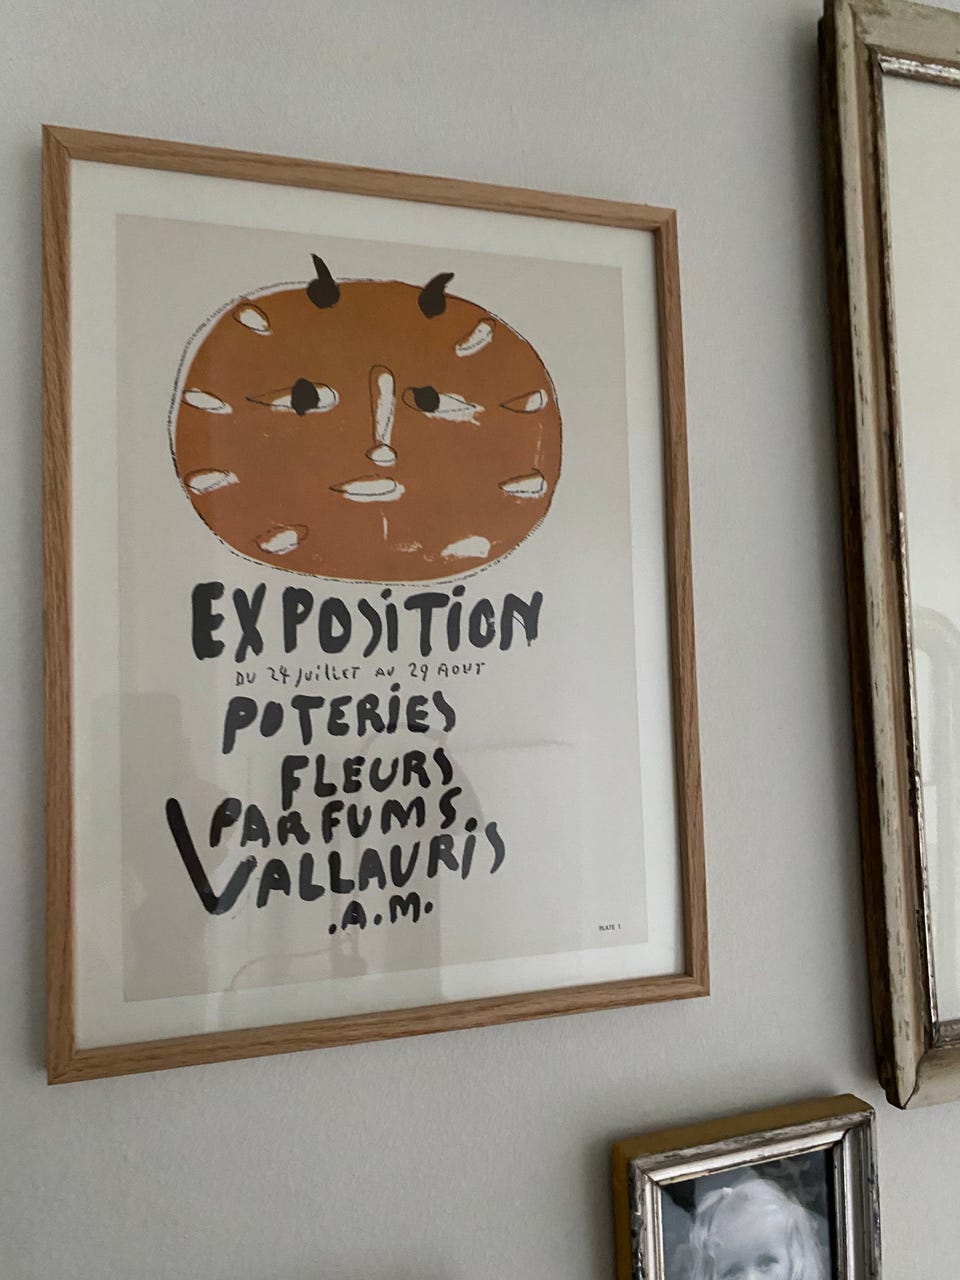 EXPOSiTiON
DU 24 JuiLLET AU 29 AOUT
POTERiES
FLEURS
PARFUMS.
VALLAURiS
.A.M.
PLATE 1